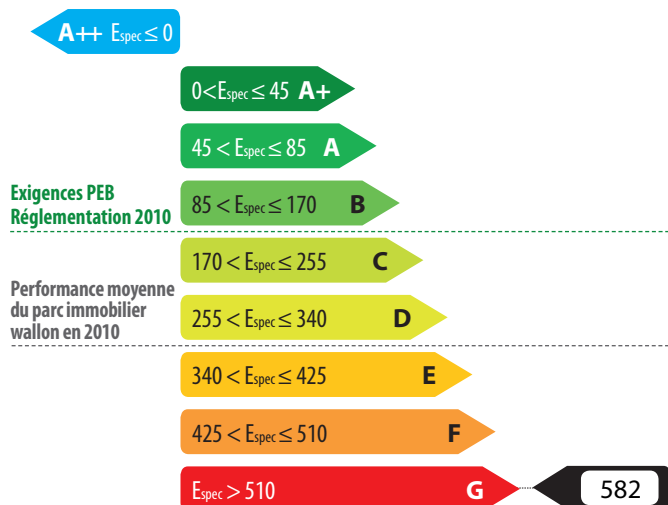 A++ Espec ≤ 0
0<Espec ≤ 45 A+
45 < Espec ≤ 85 A
Exigences PEB
Réglementation 2010
85 < Espec ≤ 170 B
170 < Espec ≤ 255 C
Performance moyenne
du parc immobilier
wallon en 2010
255 < Espec ≤ 340 D
340 < Espec ≤ 425 E
425 < Espec ≤ 510 F
Espec > 510 G 582